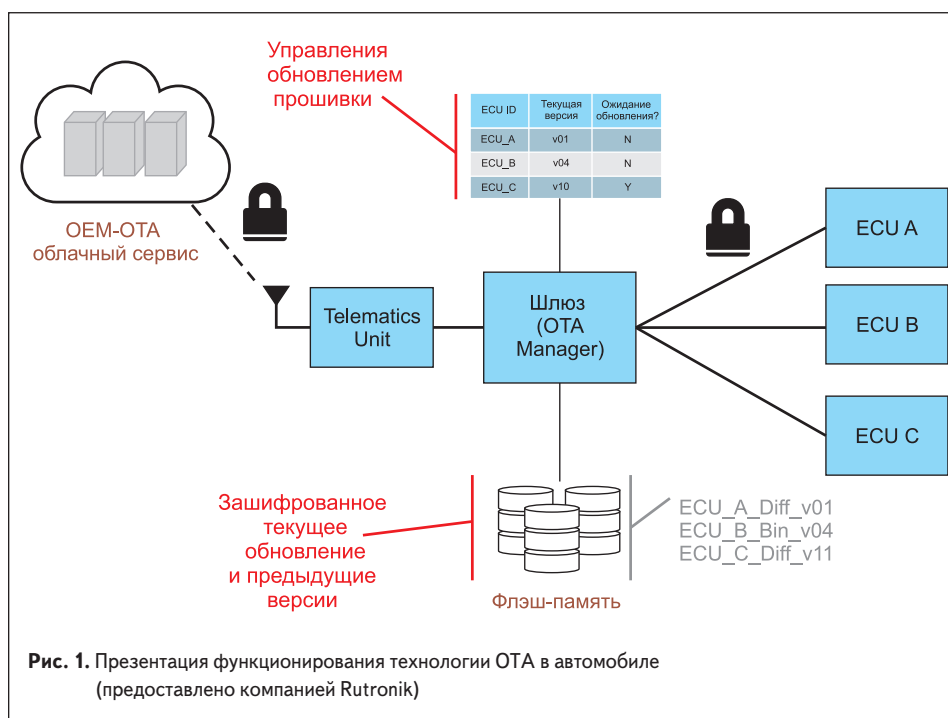 Управления
обновлением
прошивки
ECU ID
Текущая
версия
Ожидание
обновления?
ECU_A
v01
N
ECU_B
v04
N
ECU_C
v10
Y
OEM-OTA
облачный сервис
Telematics
Unit
Шлюз
(OTA
Manager)
ECU A
ECU B
ECU C
Зашифрованное
текущее
обновление
и предыдущие
версии
Флэш-память
ECU_A_Diff_v01
ECU_B_Bin_v04
ECU_C_Diff_v11
Рис. 1. Презентация функционирования технологии OTA в автомобиле
(предоставлено компанией Rutronik)